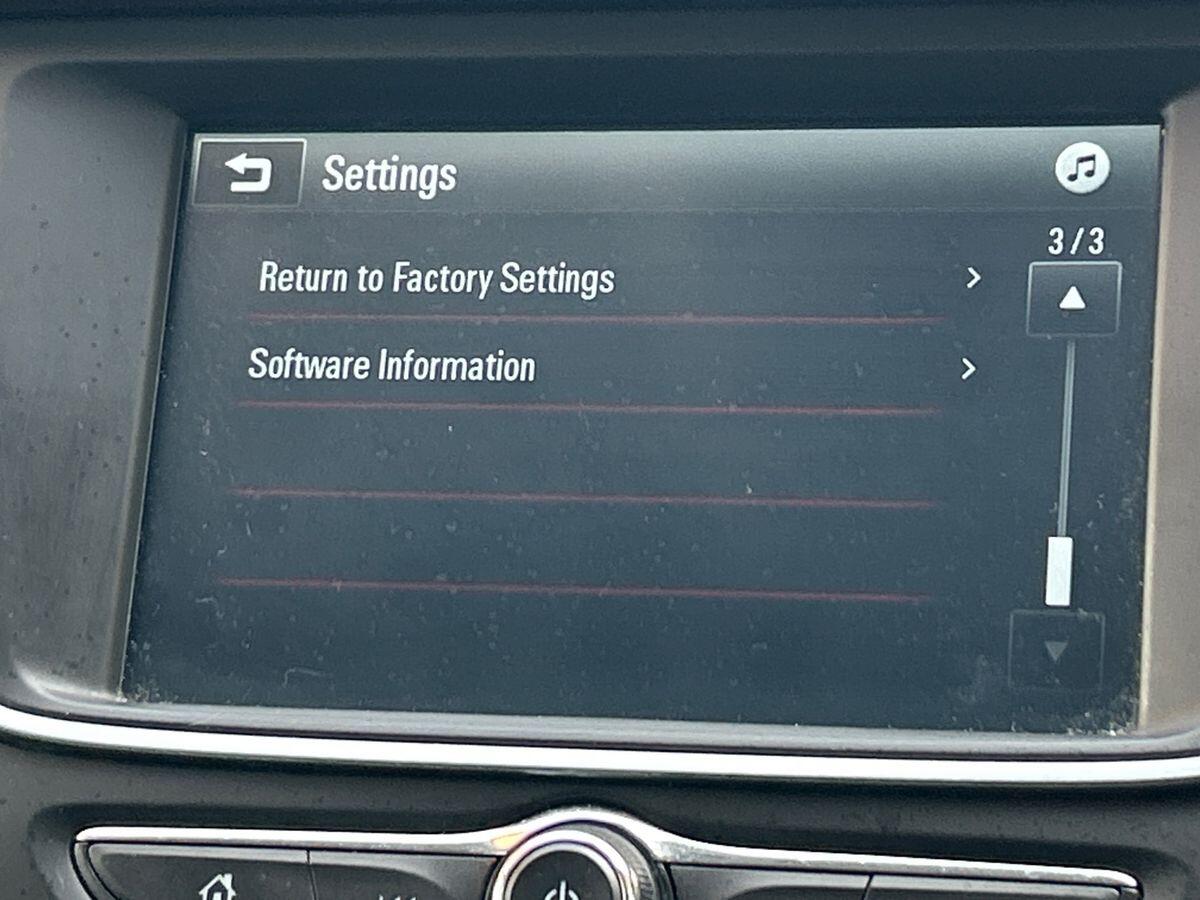 Settings
3/3
Return to Factory Settings
Software Information